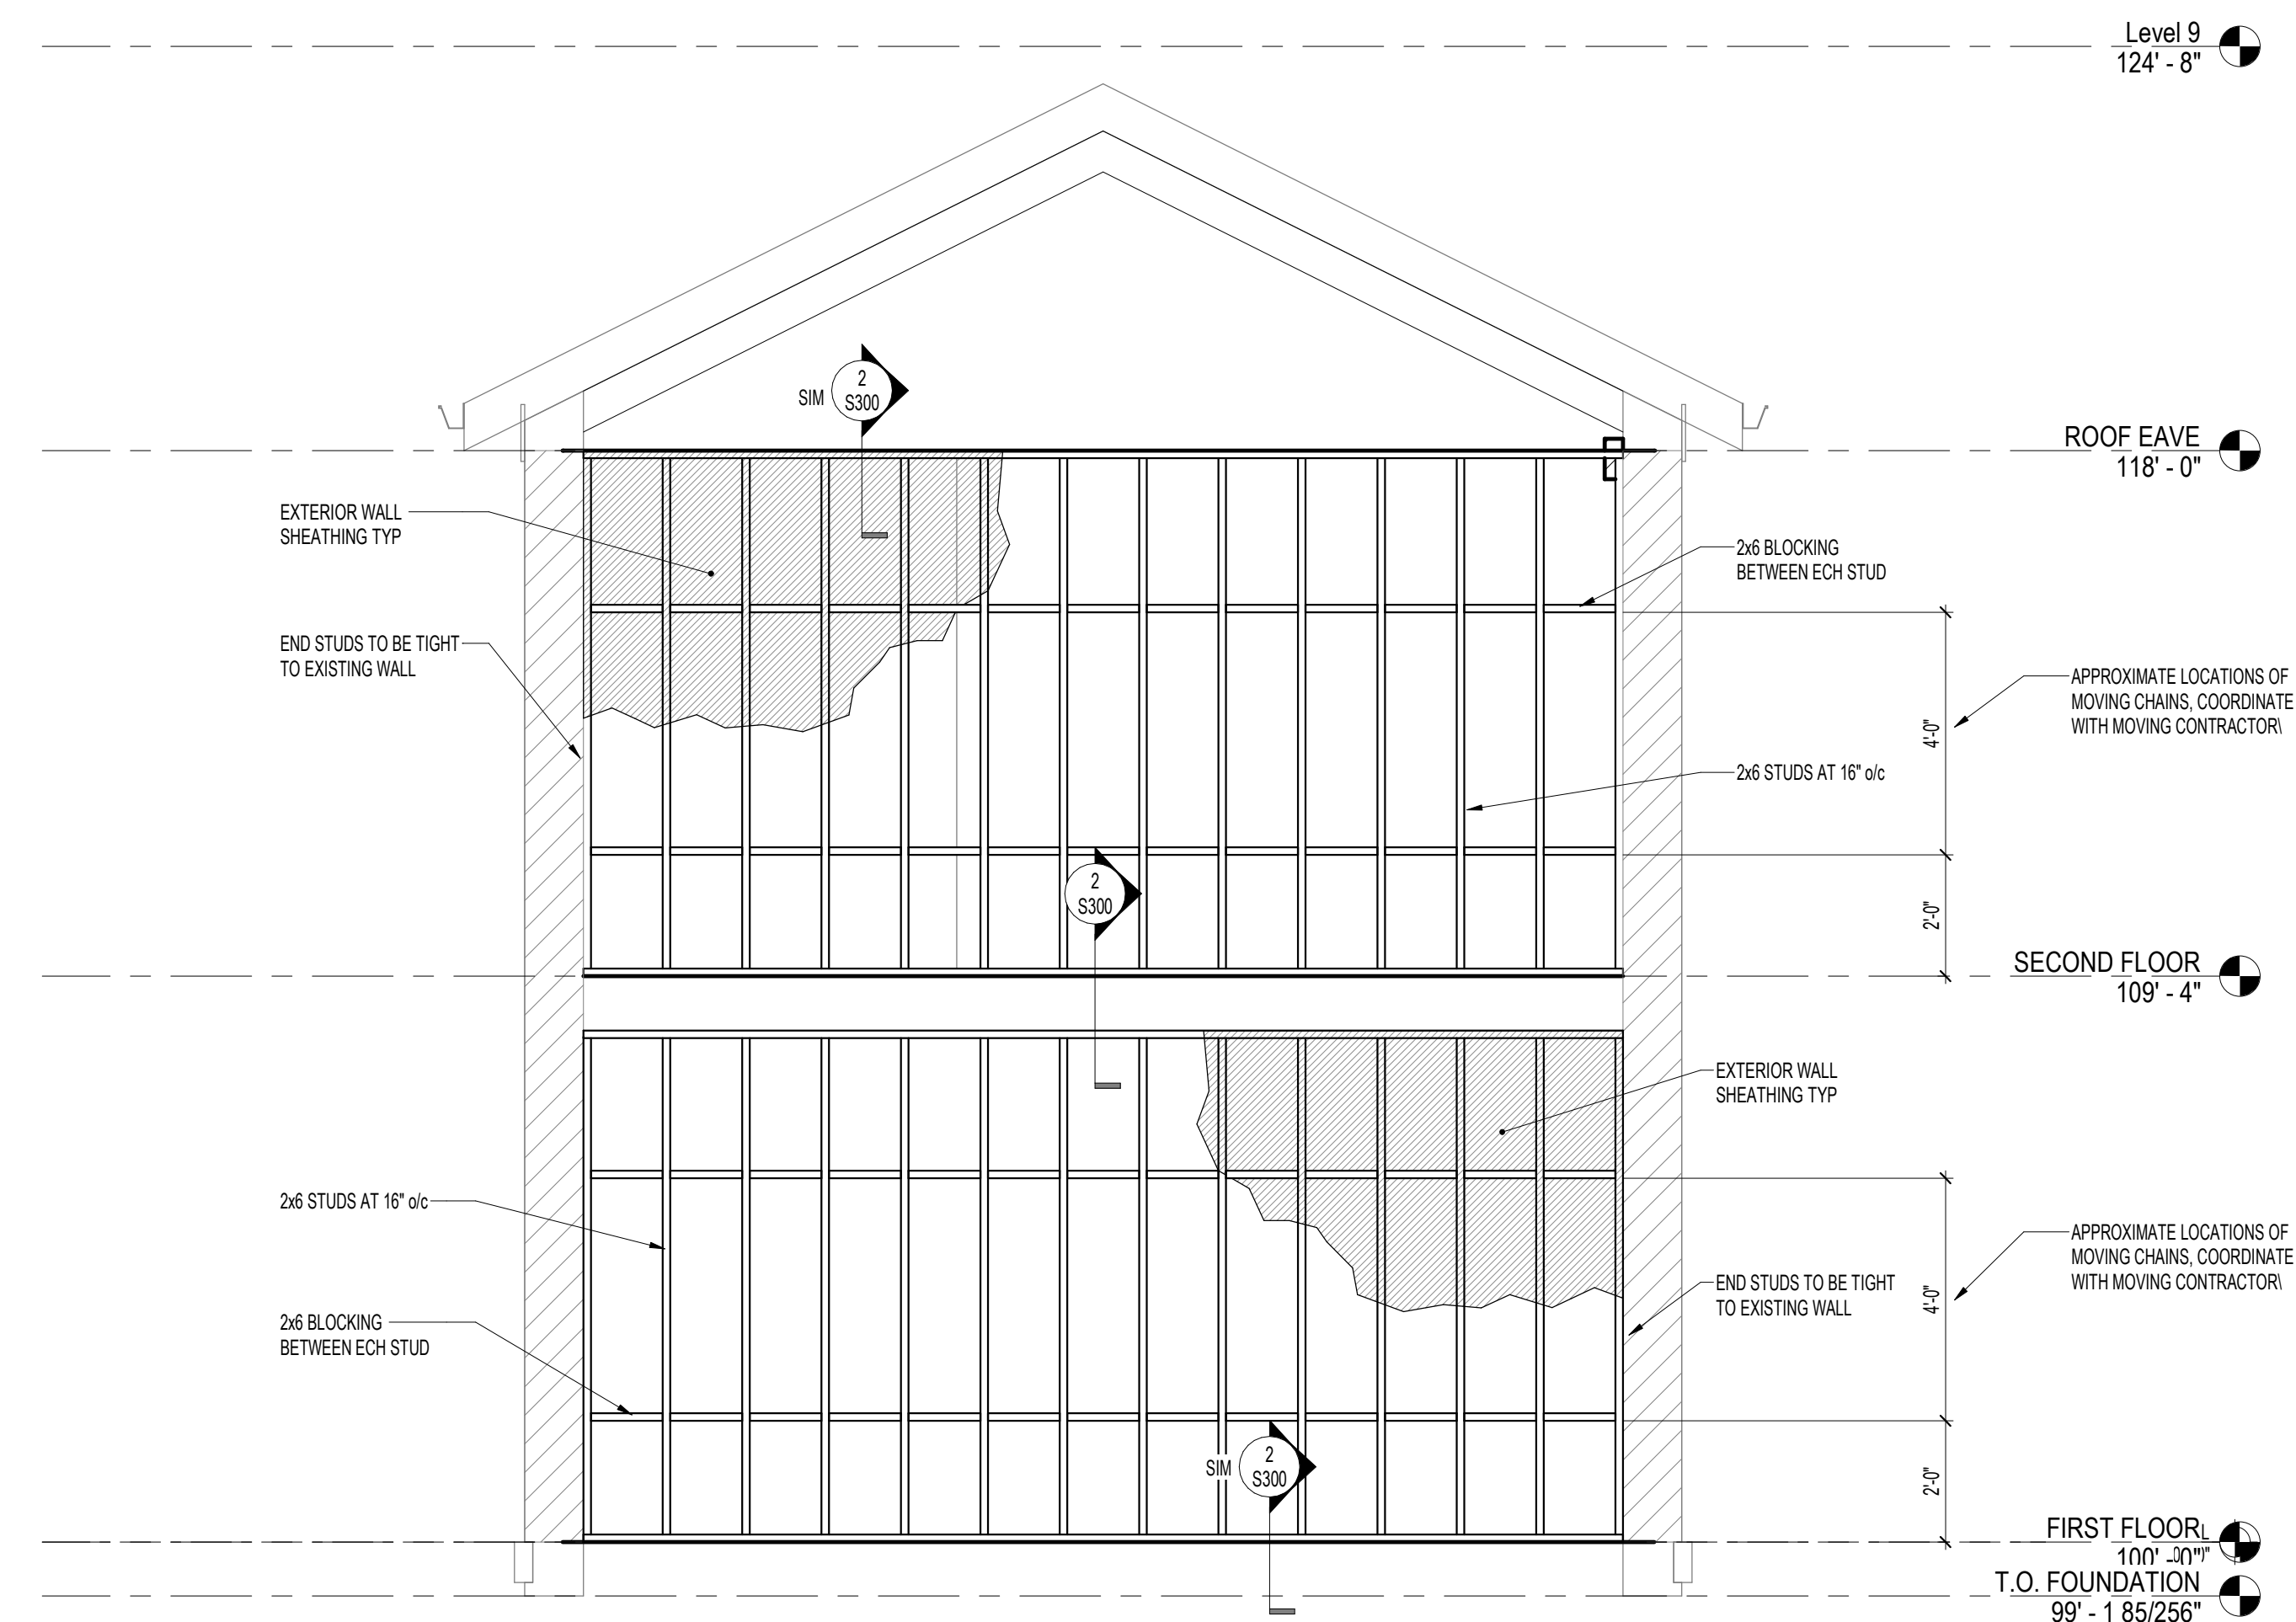 Level 9
124' - 8"
2
SIM
S300
ROOF EAVE
118' - 0"
EXTERIOR WALL
SHEATHING TYP
2x6 BLOCKING
BETWEEN ECH STUD
END STUDS TO BE TIGHT
TO EXISTING WALL
APPROXIMATE LOCATIONS OF
MOVING CHAINS, COORDINATE
WITH MOVING CONTRACTOR\
4'-0"
2x6 STUDS AT 16" o/c
2
S300
2'-0"
SECOND FLOOR
109' - 4"
EXTERIOR WALL
SHEATHING TYP
2x6 STUDS AT 16" o/c
APPROXIMATE LOCATIONS OF
MOVING CHAINS, COORDINATE
WITH MOVING CONTRACTOR\
END STUDS TO BE TIGHT
TO EXISTING WALL
4'-0"
2x6 BLOCKING
BETWEEN ECH STUD
2
SIM
S300
2'-0"
FIRST FLOOR
100' - 0"
T.O. FOUNDATION
99' - 1 85/256"